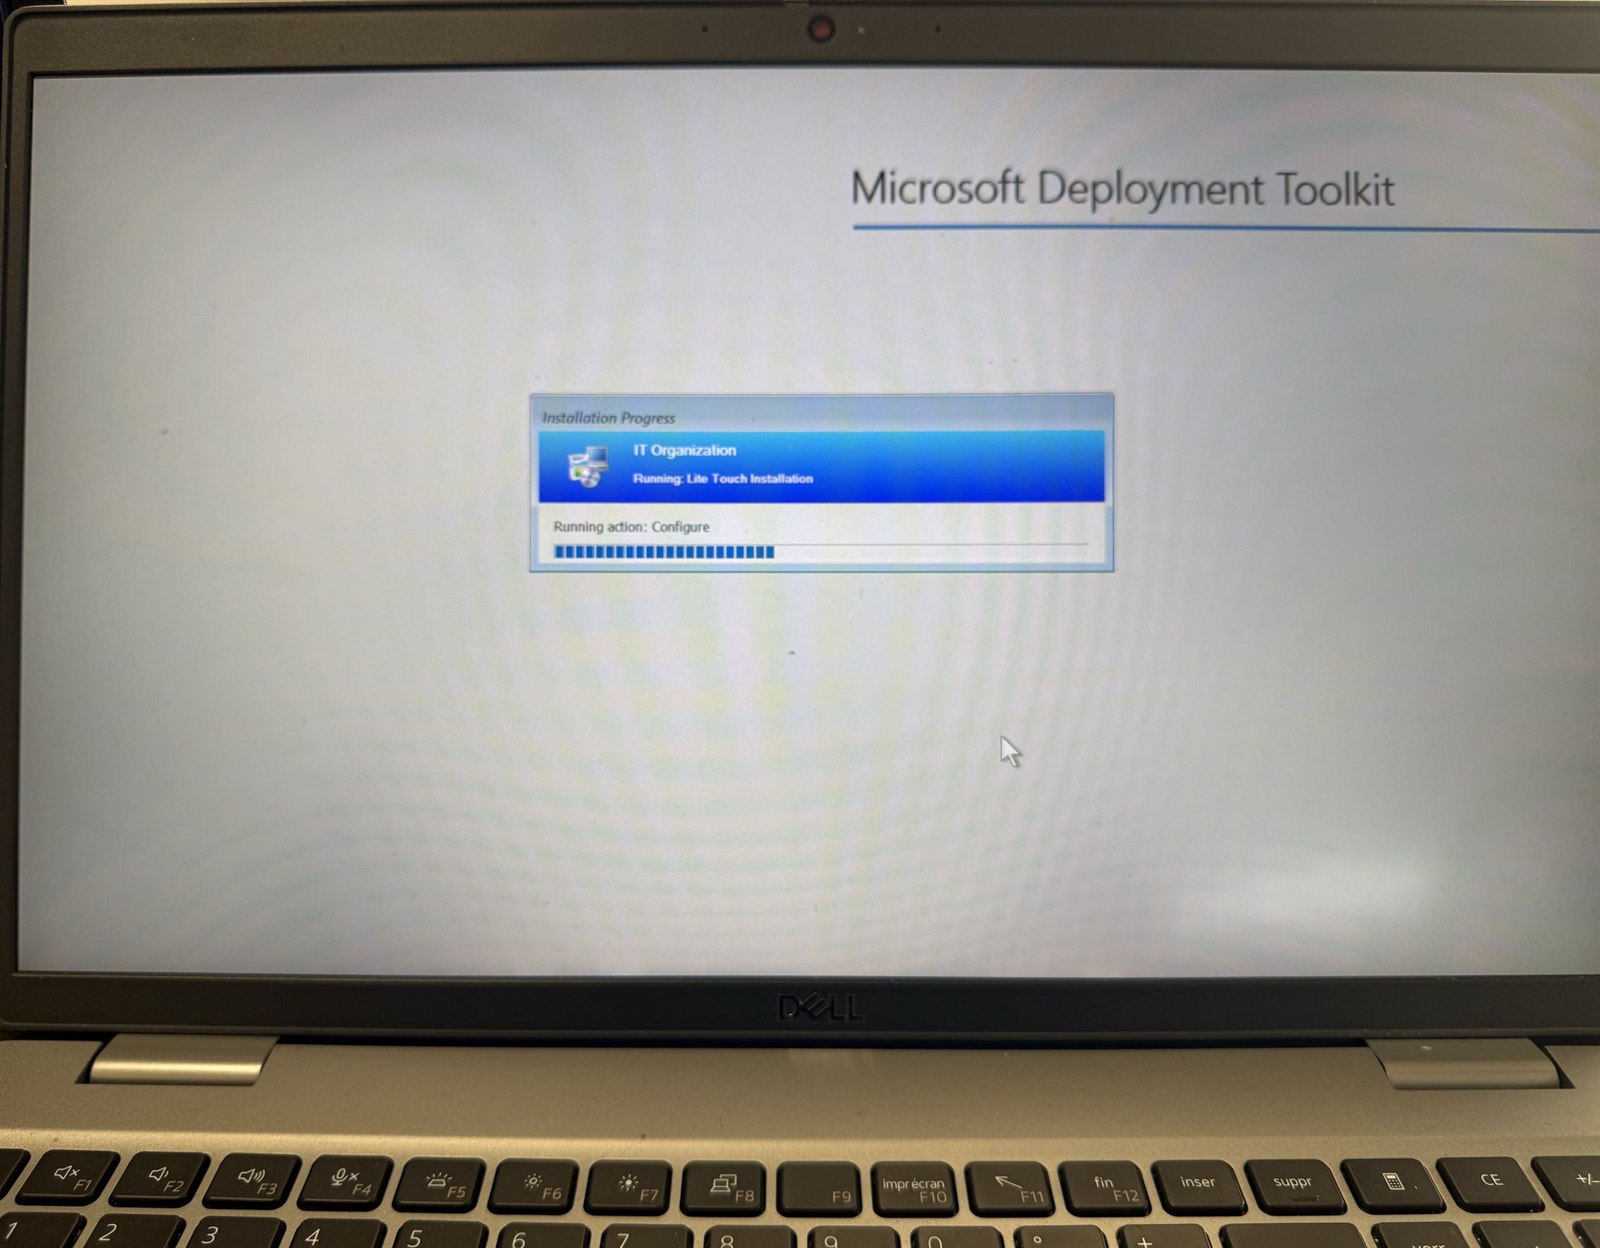 Microsoft Deployment Toolkit
Installation Progress
IT Organization
Running: Lite Touch Installation
Running action: Configure
DELL
F1 F2 F3 F4 F5 F6 F7 F8 F9 imprécran F10 F11 fin F12 inser suppr CE +/-
1 2 3 4 5 6 7 8 9 0 ° +